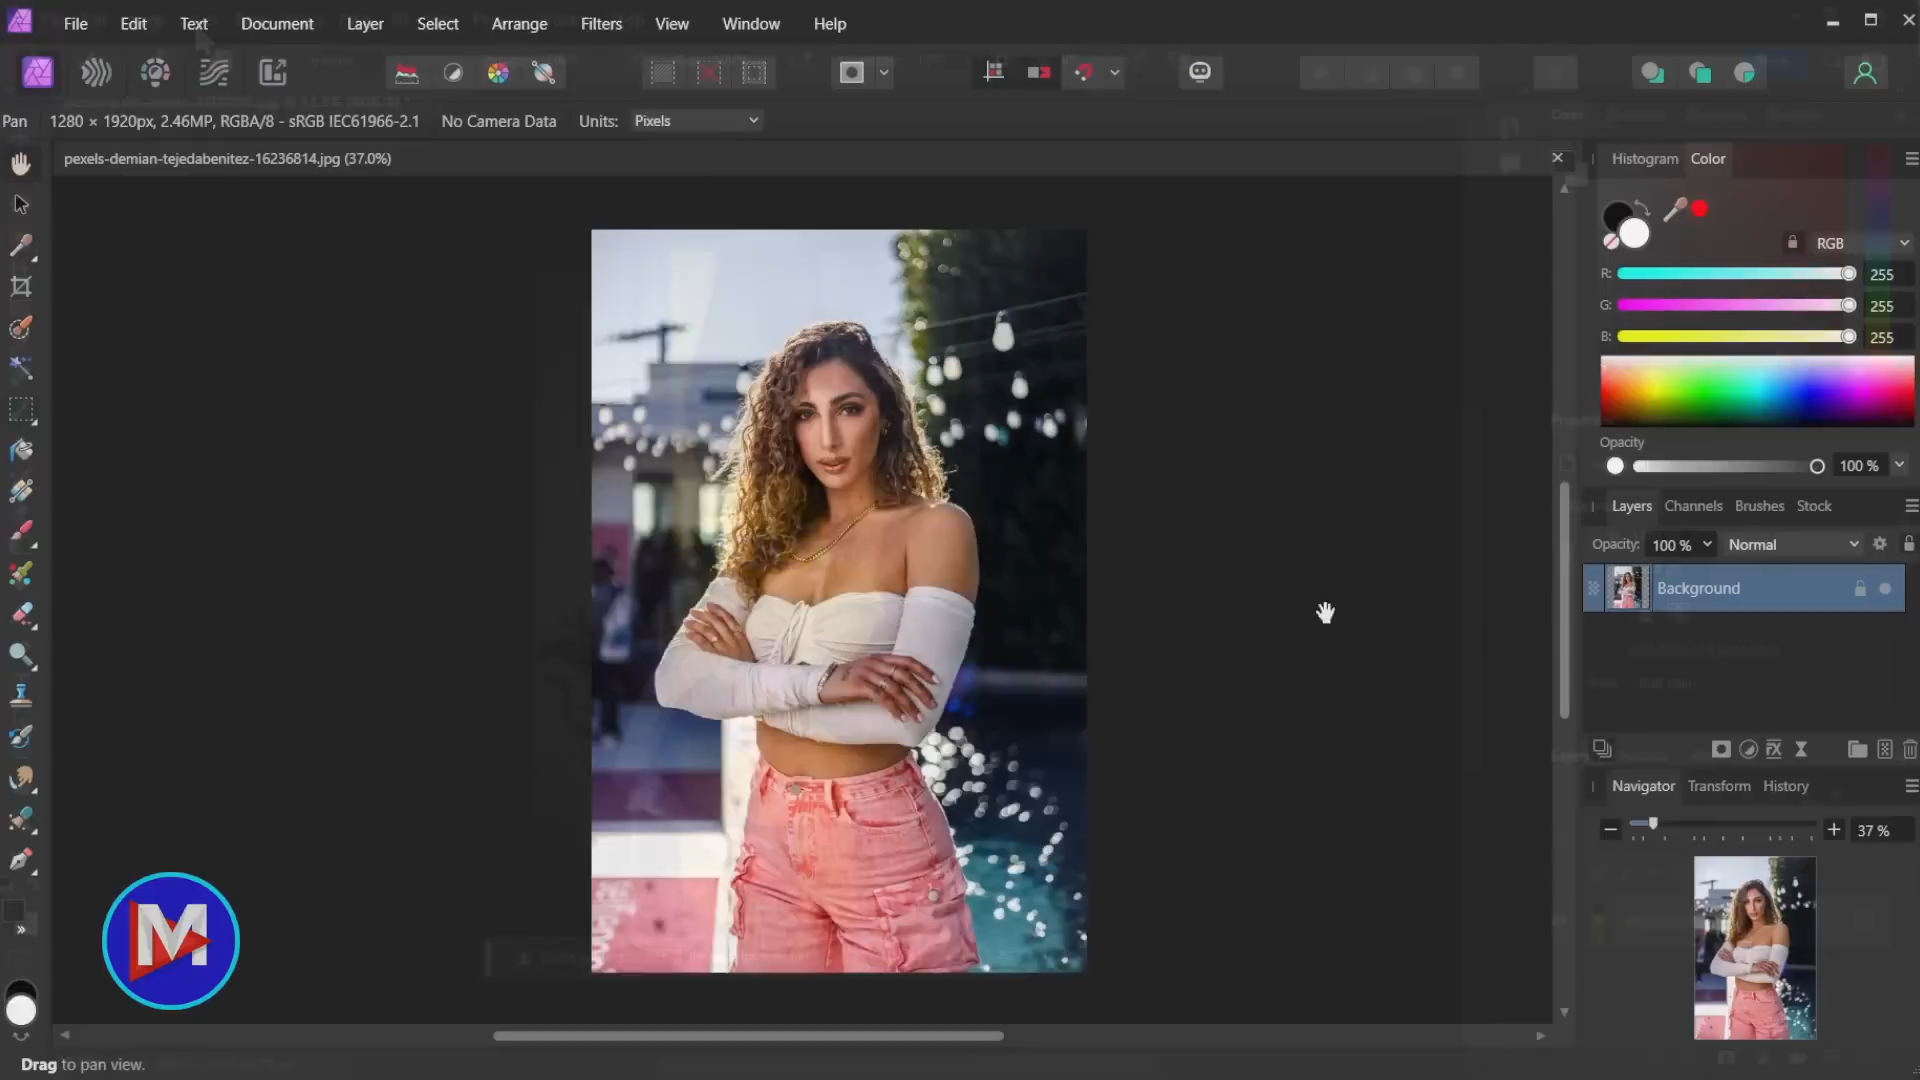 File Edit Text Document Layer Select Arrange Filters View Window Help
Pan 1280 × 1920px, 2.46MP, RGBA/8 - sRGB IEC61966-2.1 No Camera Data Units: Pixels
pexels-demian-tejedabenitez-16236814.jpg (37.0%)
Histogram Color
RGB
R: 255
G: 255
B: 255
Opacity
100 %
Layers Channels Brushes Stock
Opacity: 100 % Normal
Background
Navigator Transform History
37 %
M
Drag to pan view.